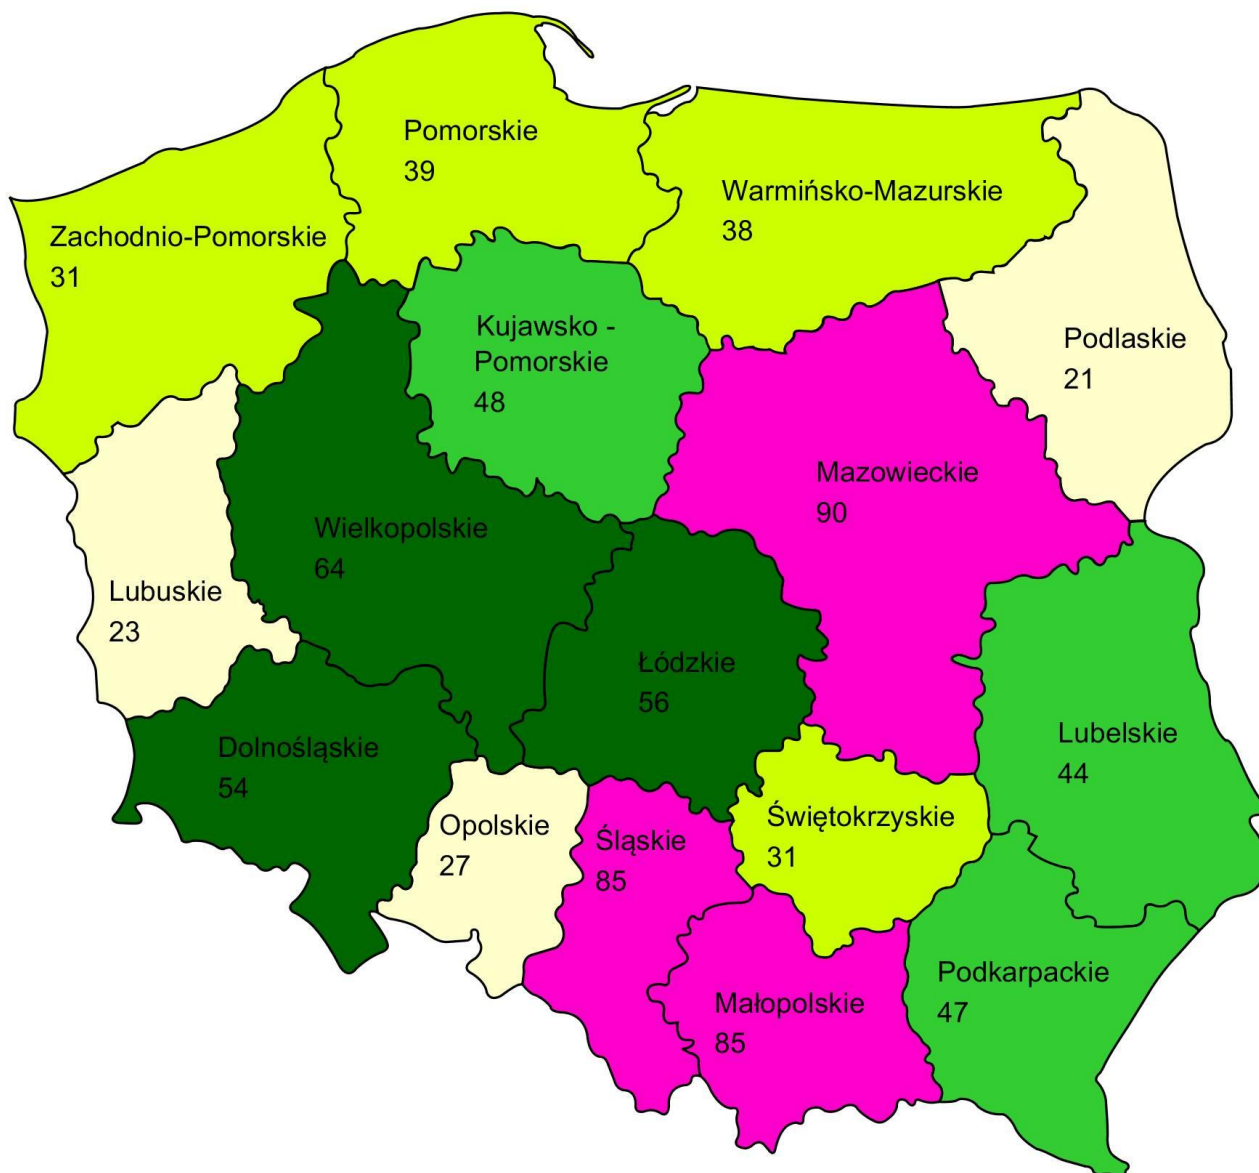 Pomorskie
39
Warmińsko-Mazurskie
38
Zachodnio-Pomorskie
31
Kujawsko -
Pomorskie
48
Podlaskie
21
Mazowieckie
90
Wielkopolskie
64
Lubuskie
23
Łódzkie
56
Dolnośląskie
54
Lubelskie
44
Opolskie
27
Śląskie
85
Świętokrzyskie
31
Podkarpackie
47
Małopolskie
85